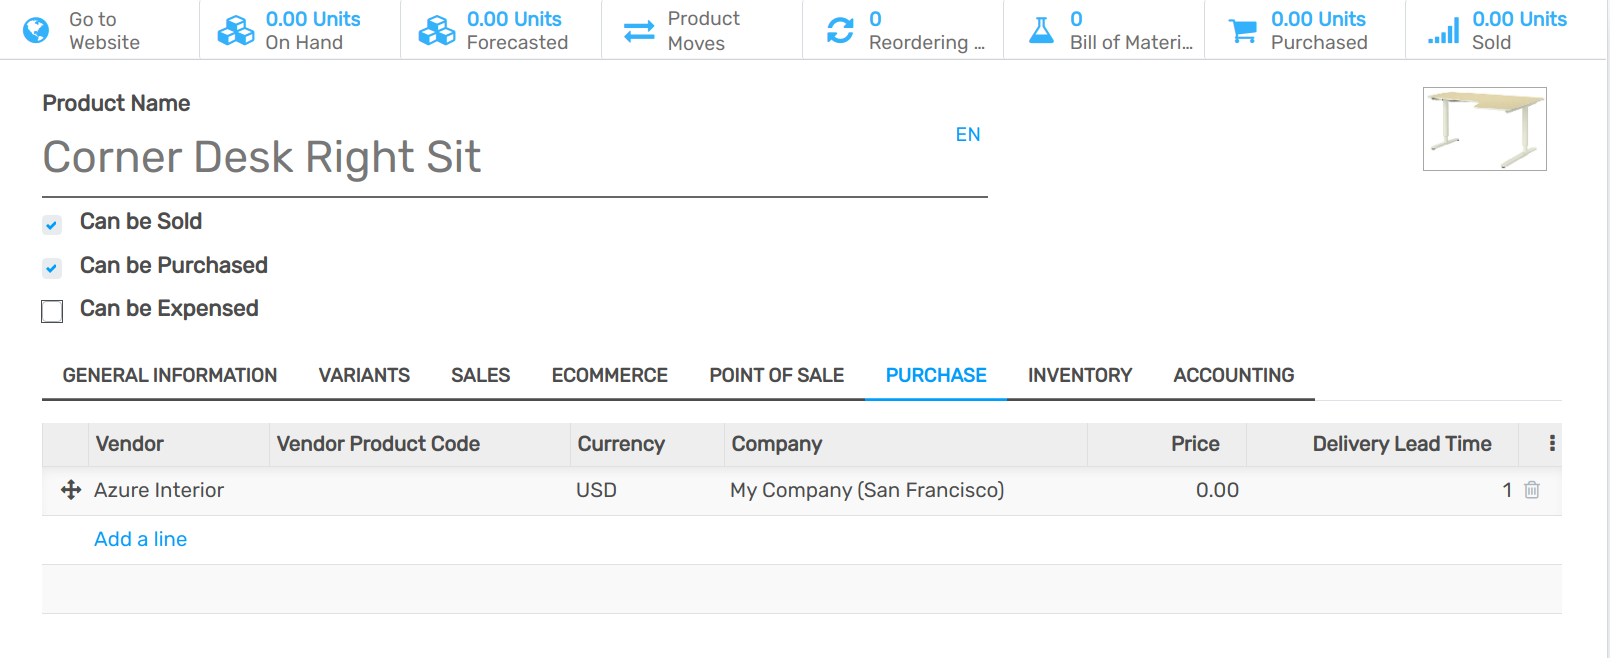 Go to
Website
0.00 Units
On Hand
0.00 Units
Forecasted
Product
Moves
0
Reordering ...
0
Bill of Materi...
0.00 Units
Purchased
0.00 Units
Sold
Product Name
EN
Corner Desk Right Sit
Can be Sold
Can be Purchased
Can be Expensed
GENERAL INFORMATION VARIANTS SALES ECOMMERCE POINT OF SALE PURCHASE INVENTORY ACCOUNTING
Vendor Vendor Product Code Currency Company Price Delivery Lead Time
Azure Interior USD My Company (San Francisco) 0.00 1
Add a line